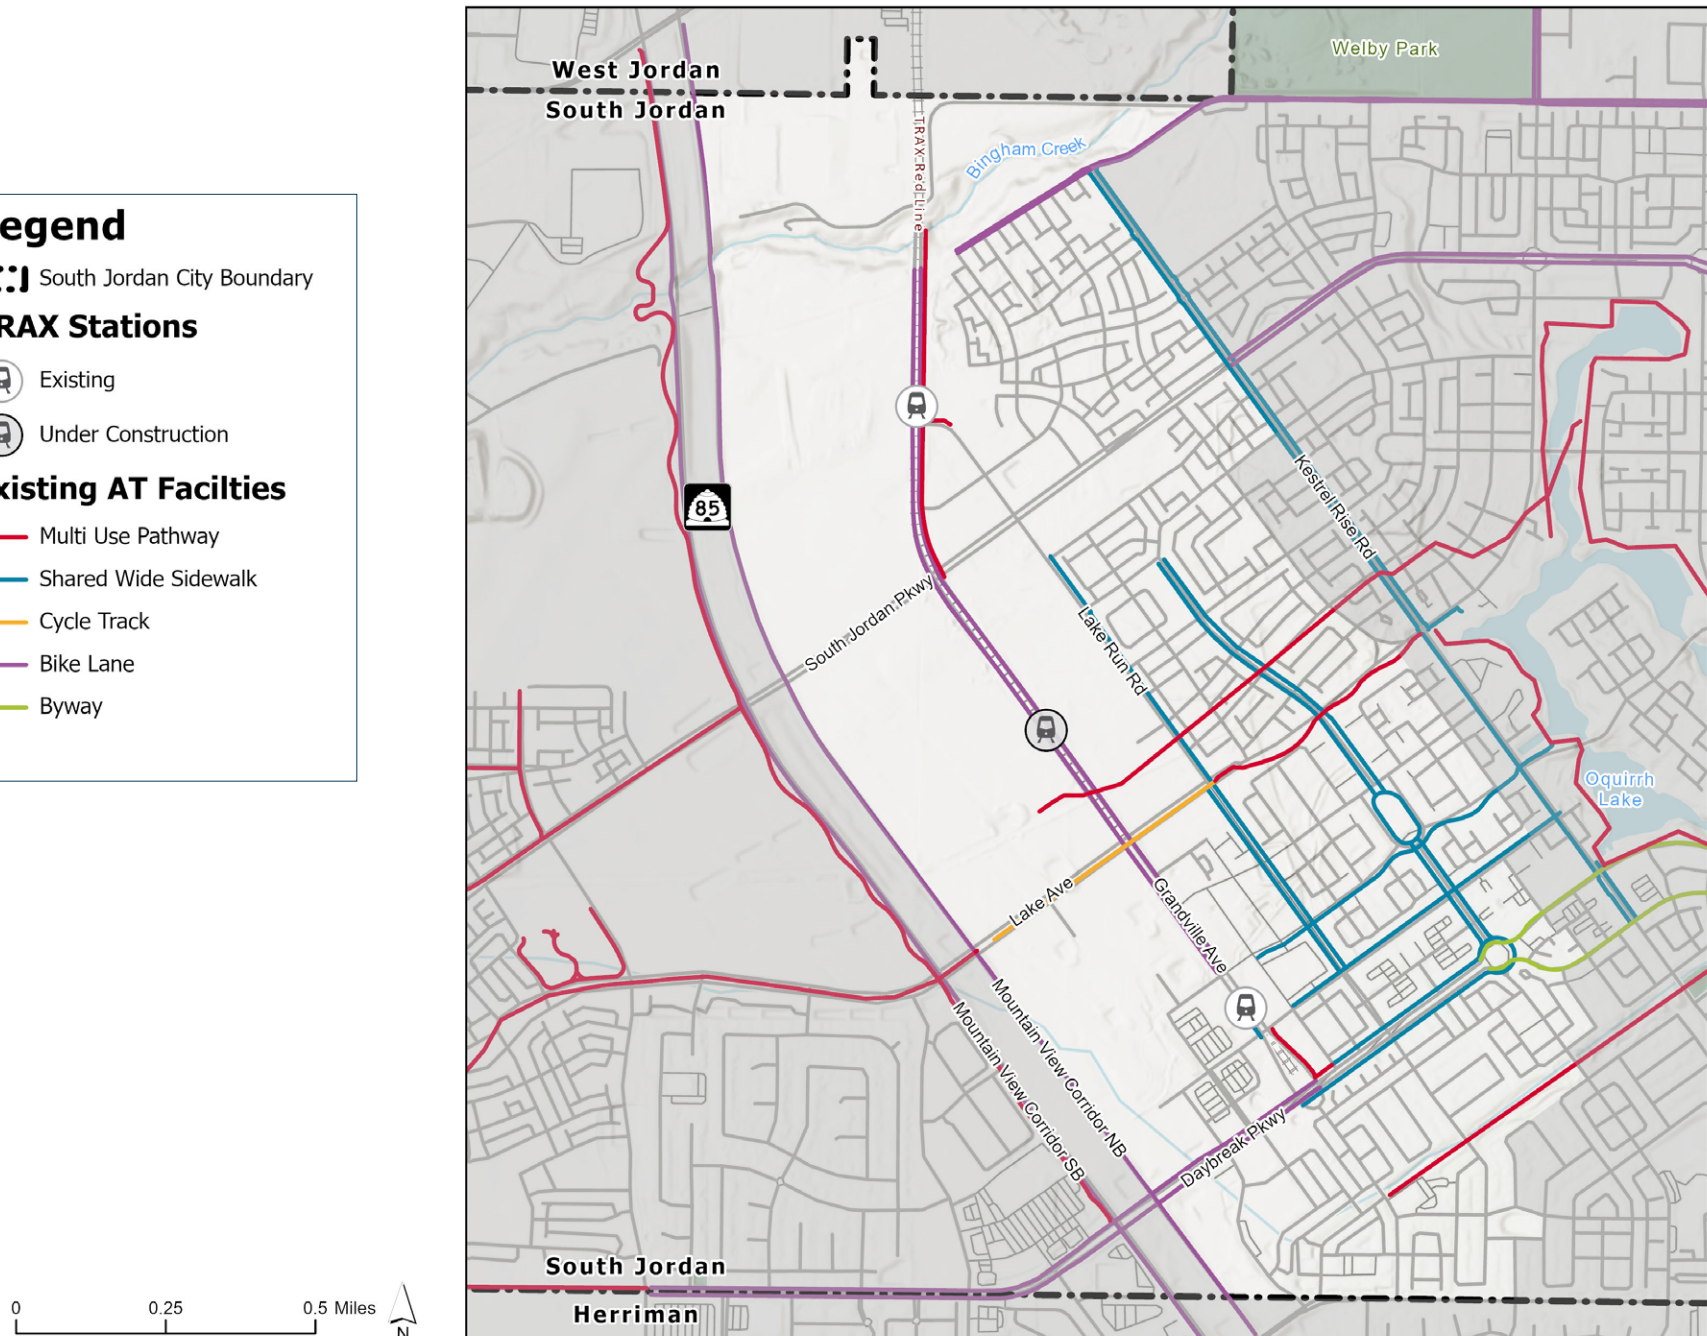 egend
South Jordan City Boundary
RAX Stations
Existing
Under Construction
xisting AT Facilties
Multi Use Pathway
Shared Wide Sidewalk
Cycle Track
Bike Lane
Byway
0 0.25 0.5 Miles
N
West Jordan
South Jordan
Welby Park
TRAX Red Line
Bingham Creek
85
Kestrel Rise Rd
South Jordan Pkwy
Lake Run Rd
Oquirrh
Lake
Lake Ave
Grandville Ave
Mountain View Corridor NB
Mountain View Corridor SB
Daybreak Pkwy
South Jordan
Herriman